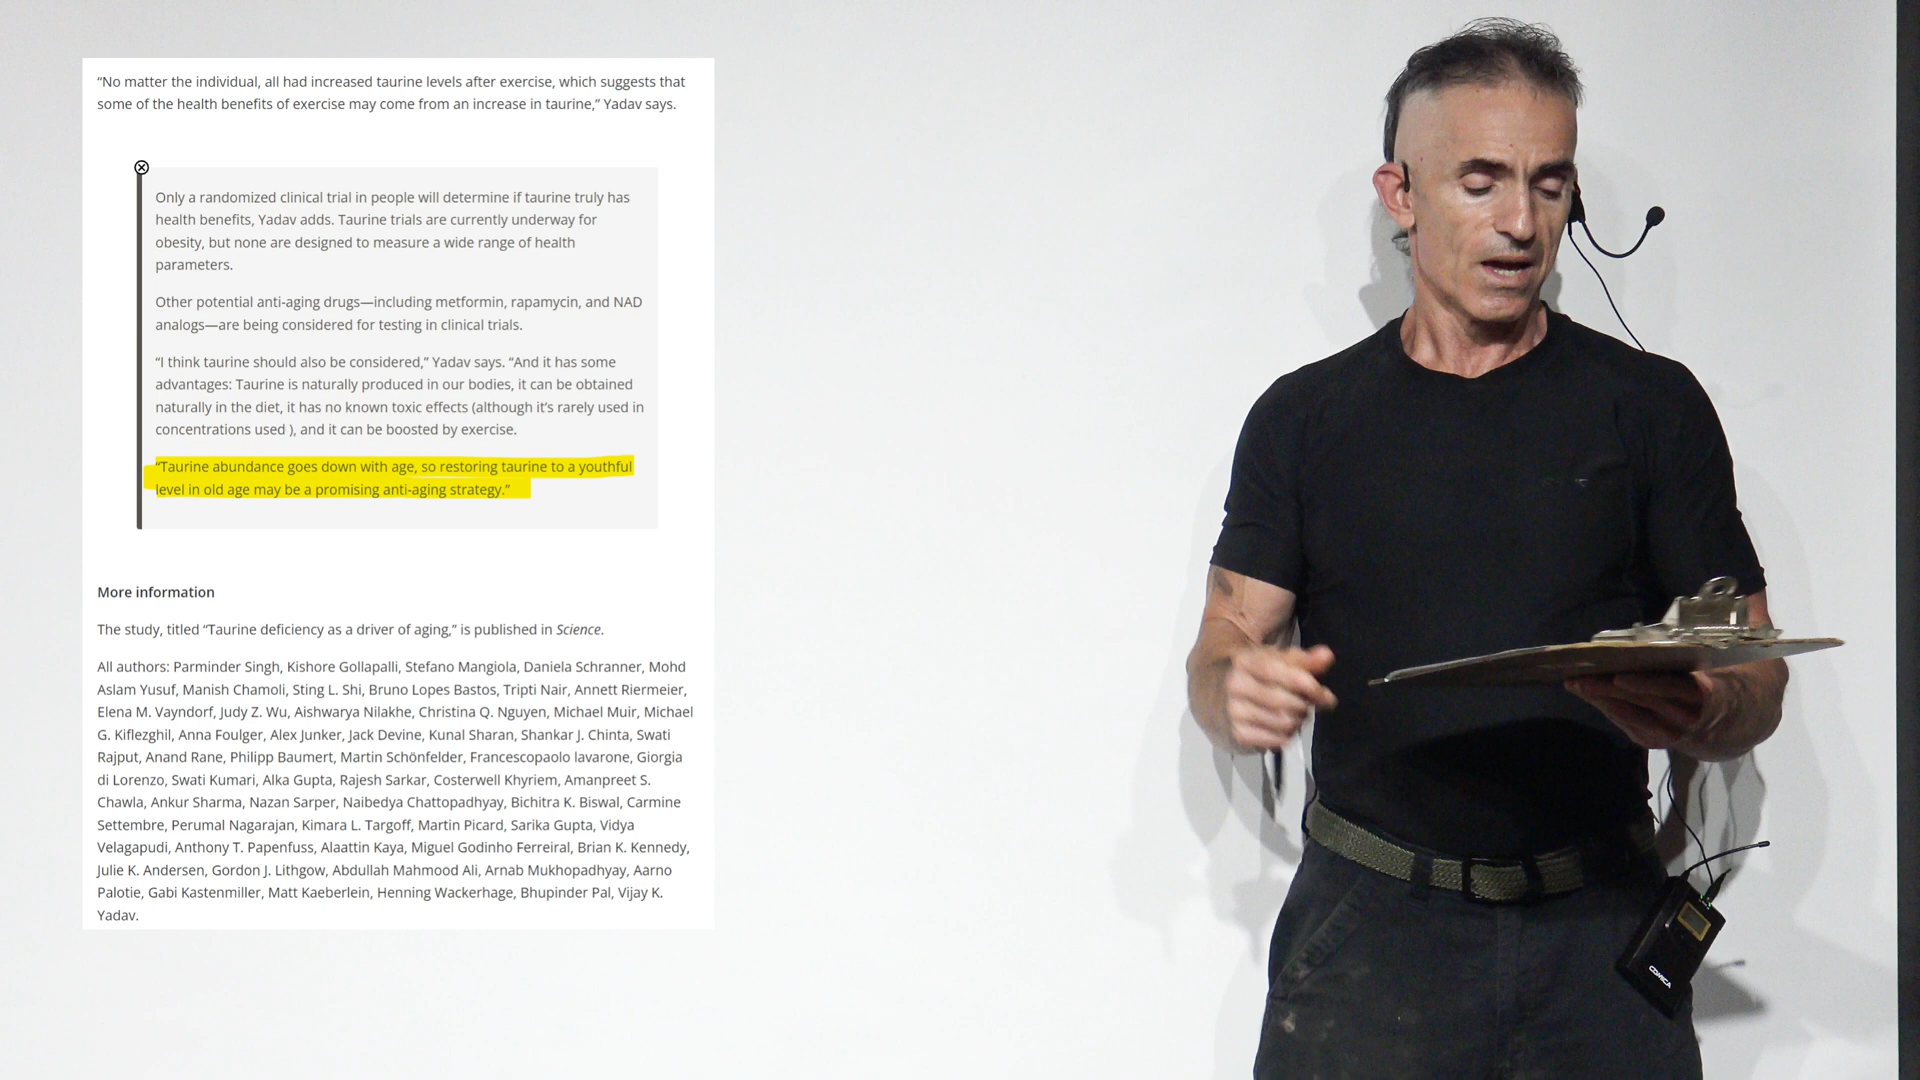 “No matter the individual, all had increased taurine levels after exercise, which suggests that
some of the health benefits of exercise may come from an increase in taurine,” Yadav says.
Only a randomized clinical trial in people will determine if taurine truly has
health benefits, Yadav adds. Taurine trials are currently underway for
obesity, but none are designed to measure a wide range of health
parameters.
Other potential anti-aging drugs—including metformin, rapamycin, and NAD
analogs—are being considered for testing in clinical trials.
“I think taurine should also be considered,” Yadav says. “And it has some
advantages: Taurine is naturally produced in our bodies, it can be obtained
naturally in the diet, it has no known toxic effects (although it’s rarely used in
concentrations used ), and it can be boosted by exercise.
“Taurine abundance goes down with age, so restoring taurine to a youthful
level in old age may be a promising anti-aging strategy.”
More information
The study, titled “Taurine deficiency as a driver of aging,” is published in Science.
All authors: Parminder Singh, Kishore Gollapalli, Stefano Mangiola, Daniela Schranner, Mohd
Aslam Yusuf, Manish Chamoli, Sting L. Shi, Bruno Lopes Bastos, Tripti Nair, Annett Riermeier,
Elena M. Vayndorf, Judy Z. Wu, Aishwarya Nilakhe, Christina Q. Nguyen, Michael Muir, Michael
G. Kiflezghil, Anna Foulger, Alex Junker, Jack Devine, Kunal Sharan, Shankar J. Chinta, Swati
Rajput, Anand Rane, Philipp Baumert, Martin Schönfelder, Francescopaolo Iavarone, Giorgia
di Lorenzo, Swati Kumari, Alka Gupta, Rajesh Sarkar, Costerwell Khyriem, Amanpreet S.
Chawla, Ankur Sharma, Nazan Sarper, Naibedya Chattopadhyay, Bichitra K. Biswal, Carmine
Settembre, Perumal Nagarajan, Kimara L. Targoff, Martin Picard, Sarika Gupta, Vidya
Velagapudi, Anthony T. Papenfuss, Alaattin Kaya, Miguel Godinho Ferreiral, Brian K. Kennedy,
Julie K. Andersen, Gordon J. Lithgow, Abdullah Mahmood Ali, Arnab Mukhopadhyay, Aarno
Palotie, Gabi Kastenmiller, Matt Kaeberlein, Henning Wackerhage, Bhupinder Pal, Vijay K.
Yadav.
COMICA